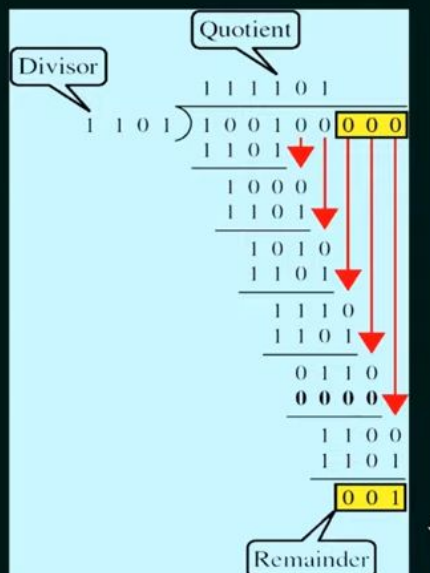 Quotient
Divisor
1 1 1 1 0 1
1 1 0 1 ) 1 0 0 1 0 0 0 0 0
1 1 0 1
1 0 0 0
1 1 0 1
1 0 1 0
1 1 0 1
1 1 1 0
1 1 0 1
0 1 1 0
0 0 0 0
1 1 0 0
1 1 0 1
0 0 1
Remainder